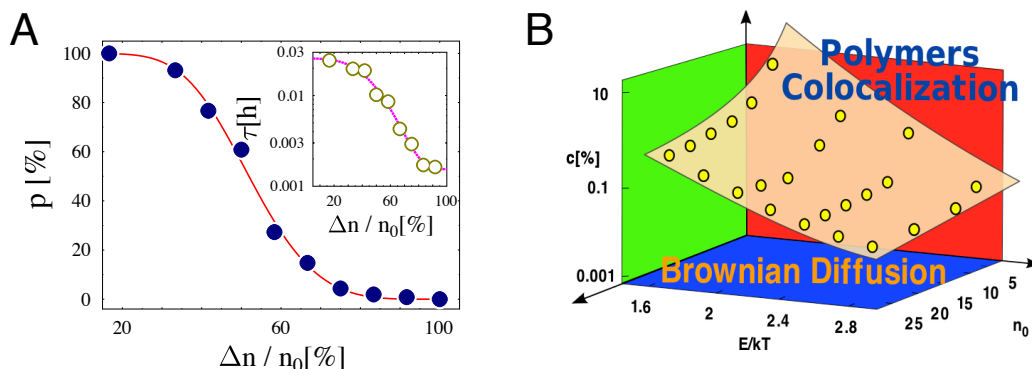 A
100
80
60
40
20
0
p [%]
20
60
100
Δn / n₀[%]
0.03
0.01
0.003
0.001
τ[h]
20
40
60
80
100
Δn / n₀[%]
B
Polymers
Colocalization
10
c[%]
0.1
0.001
Brownian Diffusion
1.6
2
2.4
2.8
E/kT
25
20
15
10
5
n₀